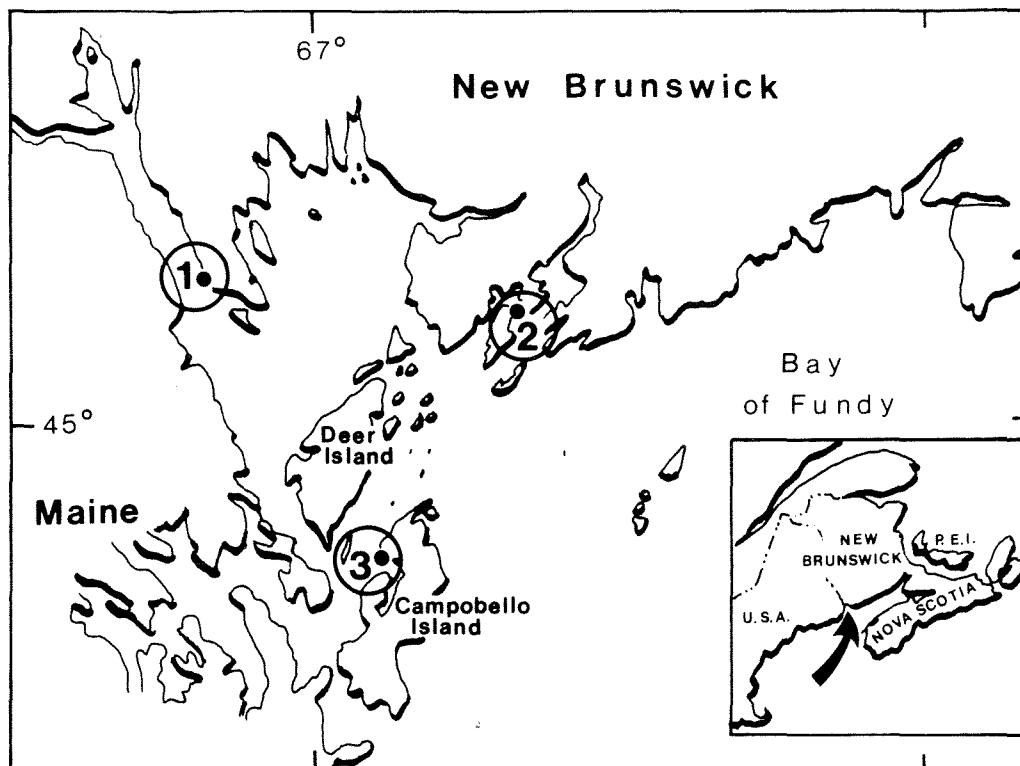 67°
New Brunswick
1
2
Bay
of Fundy
45°
Deer
Island
Maine
3
Campobello
Island
NEW
BRUNSWICK
P.E.I.
U.S.A.
NOVA SCOTIA